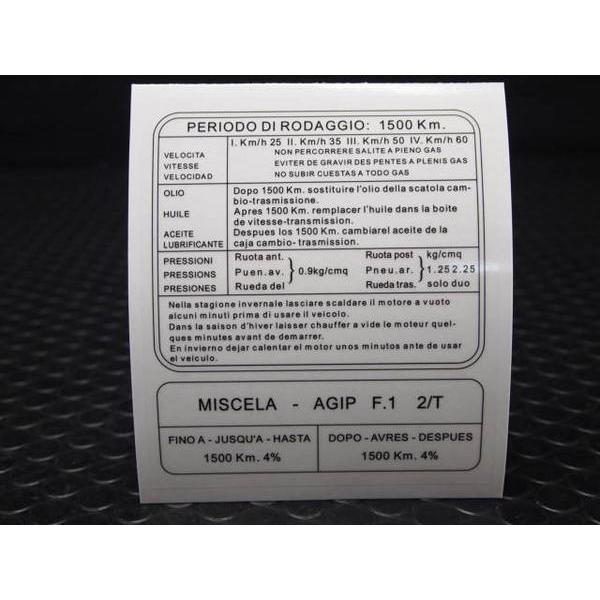 PERIODO DI RODAGGIO: 1500 Km.
I. Km/h 25 II. Km/h 35 III. Km/h 50 IV. Km/h 60
VELOCITA NON PERCORRERE SALITE A PIENO GAS
VITESSE EVITER DE GRAVIR DES PENTES A PLENIS GAS
VELOCIDAD NO SUBIR CUESTAS A TODO GAS
OLIO Dopo 1500 Km. sostituire l'olio della scatola cam-
bio-trasmissione.
HUILE Apres 1500 Km. remplacer l'huile dans la boite
de vitesse-transmission.
ACEITE Despues los 1500 Km. cambiarel aceite de la
LUBRIFICANTE caja cambio- trasmission.
PRESSIONI Ruota ant. Ruota post kg/cmq
PRESSIONS Puen. av. } 0.9kg/cmq Pneu. ar. } 1.25 2.25
PRESIONES Rueda del Rueda tras. solo duo
Nella stagione invernale lasciare scaldare il motore a vuoto
alcuni minuti prima di usare il veicolo.
Dans la saison d'hiver laisser chauffer a vide le moteur quel-
ques minutes avant de demarrer.
En invierno dejar calentar el motor unos minutos ante de usar
el veiculo.
MISCELA - AGIP F.1 2/T
FINO A - JUSQU'A - HASTA
1500 Km. 4%
DOPO - AVRES - DESPUES
1500 Km. 4%